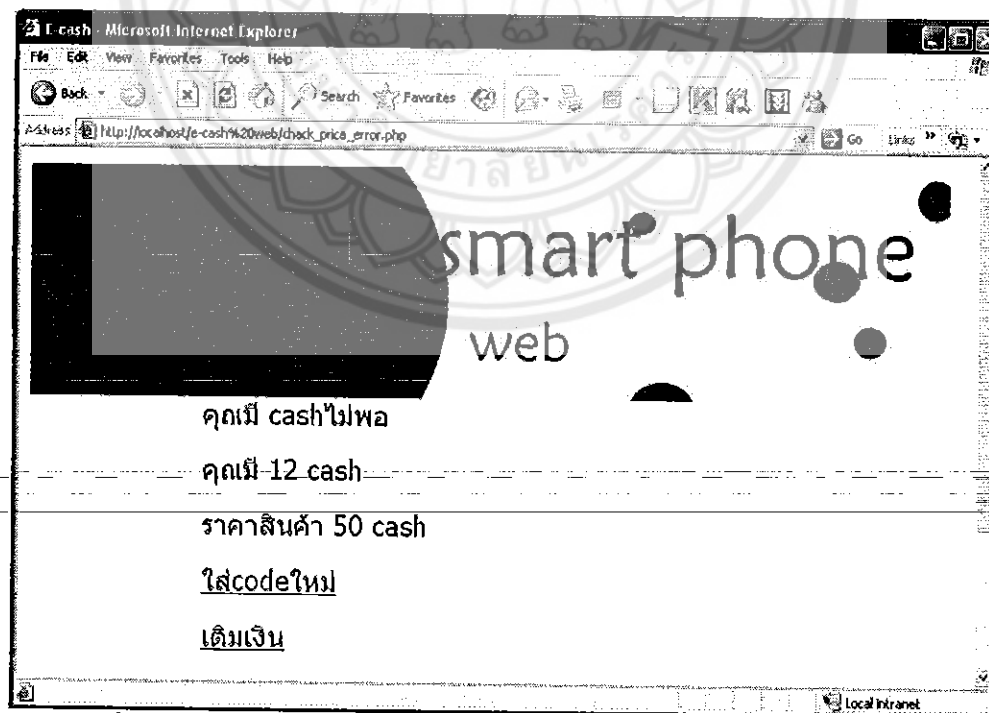 E-cash - Microsoft Internet Explorer
File Edit View Favorites Tools Help
Back Search Favorites
Address http://localhost/e-cash%20web/chack_price_error.php Go Links »
smart phone
web
คุณมี cashไม่พอ
คุณมี 12 cash
ราคาสินค้า 50 cash
ใส่codeใหม่
เติมเงิน
Local intranet